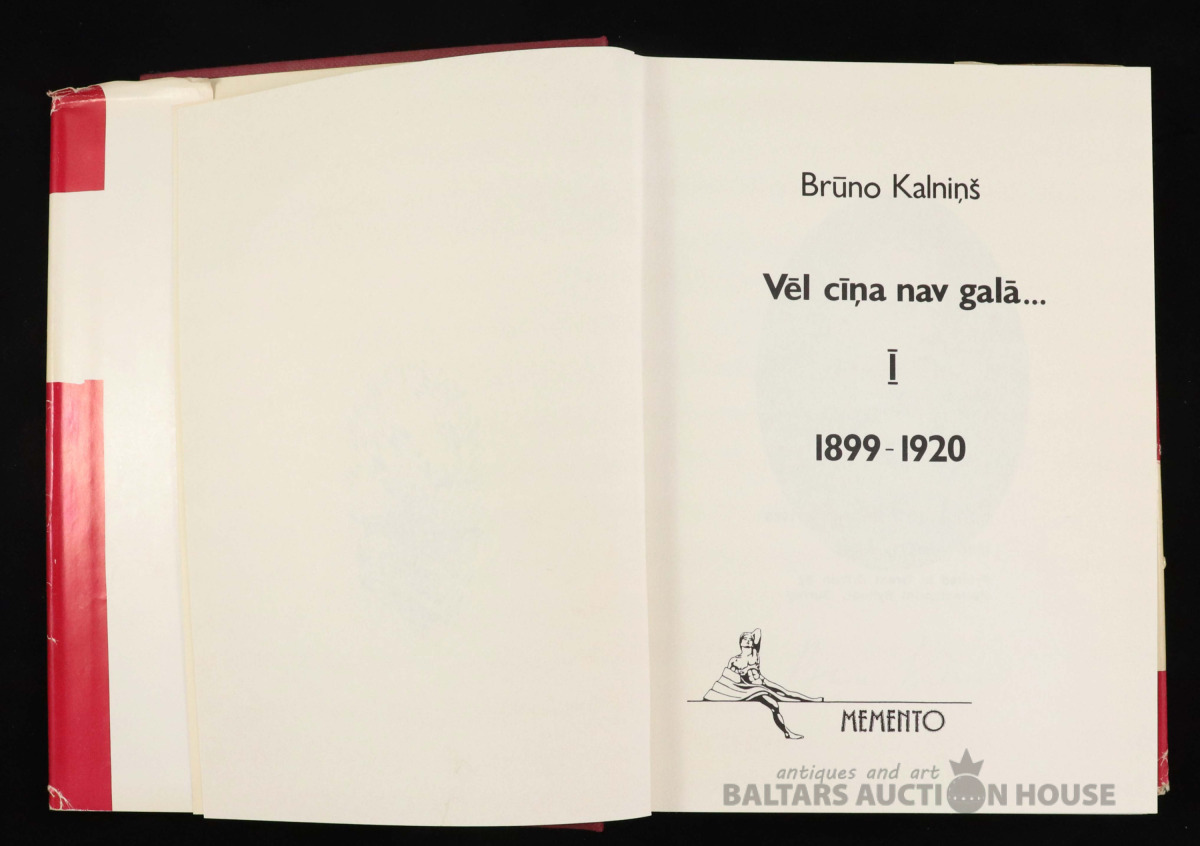 Brūno Kalniņš
Vēl cīņa nav galā...
I
1899-1920
MEMENTO
antiques and art
BALTARS AUCTION HOUSE